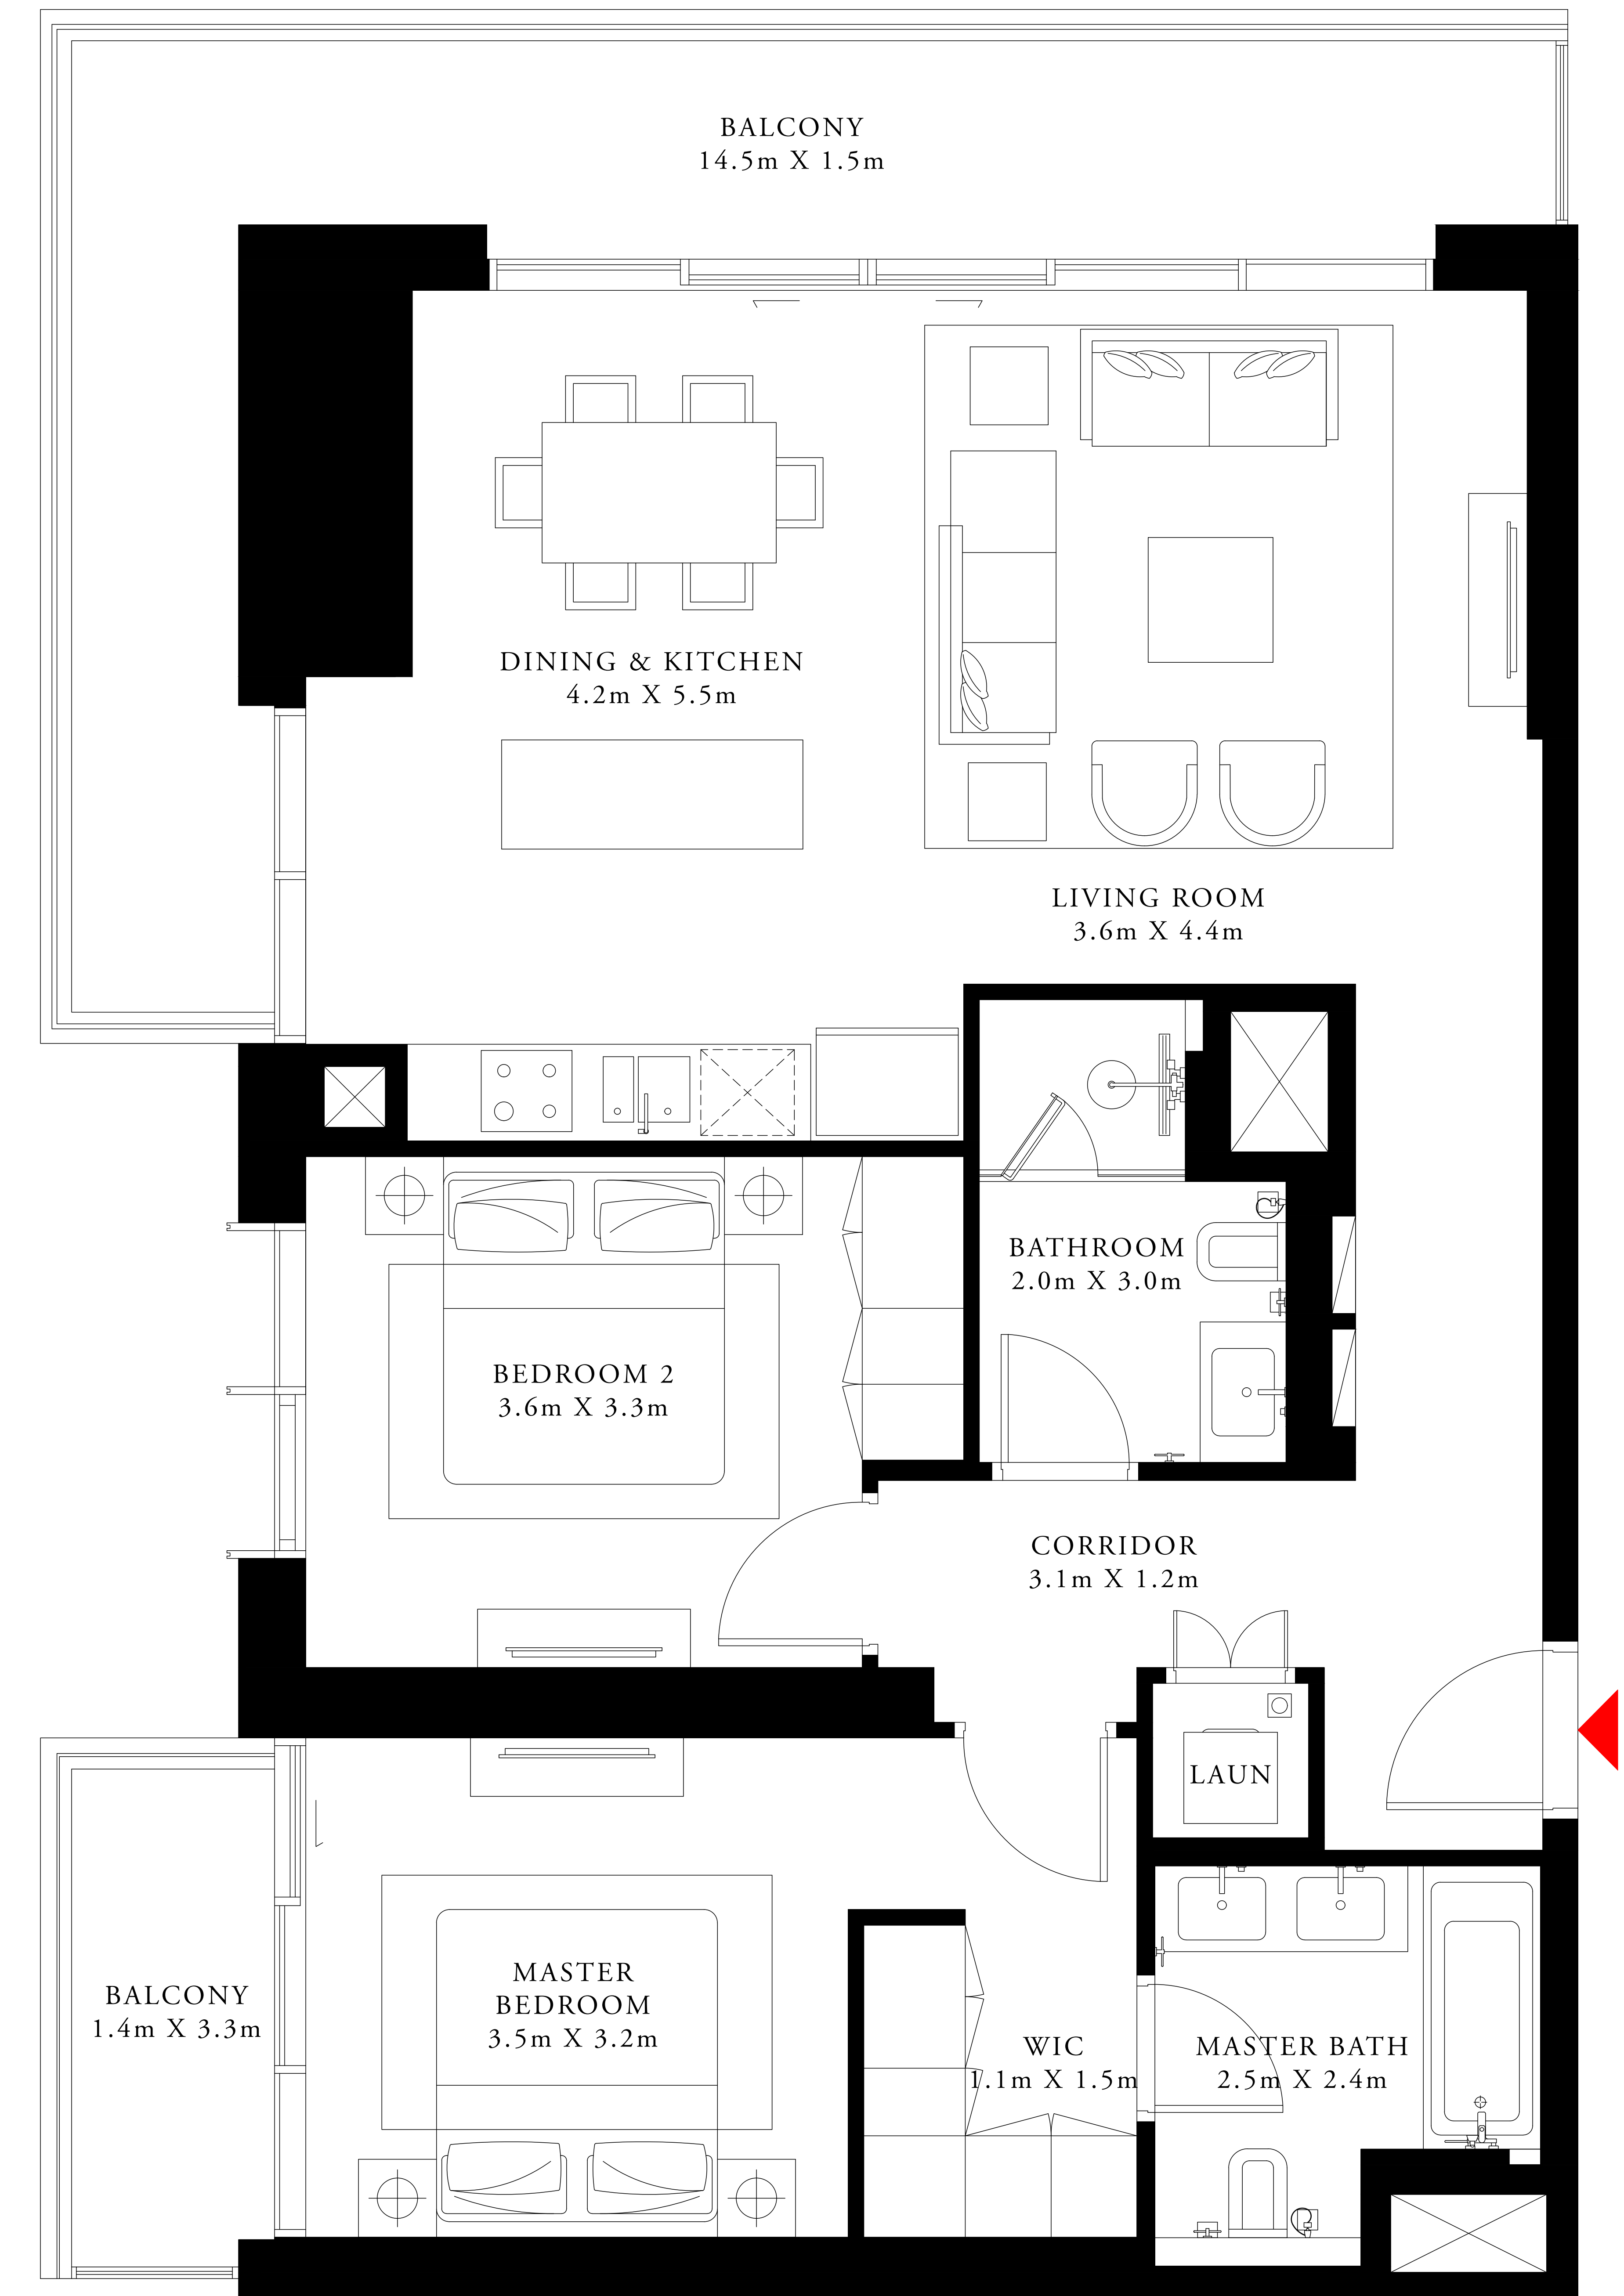 BALCONY
14.5m X 1.5m
DINING & KITCHEN
4.2m X 5.5m
LIVING ROOM
3.6m X 4.4m
BATHROOM
2.0m X 3.0m
BEDROOM 2
3.6m X 3.3m
CORRIDOR
3.1m X 1.2m
LAUN
MASTER
BEDROOM
3.5m X 3.2m
BALCONY
1.4m X 3.3m
WIC
1.1m X 1.5m
MASTER BATH
2.5m X 2.4m